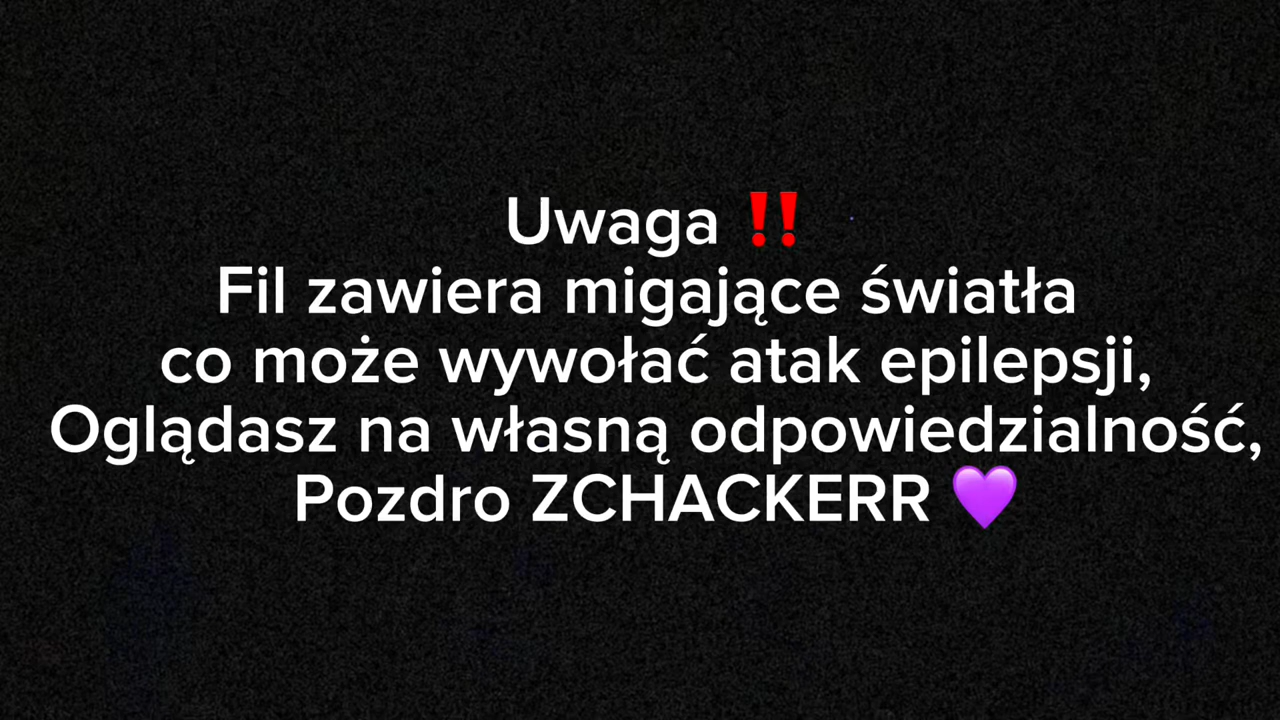 Uwaga ‼️
Fil zawiera migające światła
co może wywołać atak epilepsji,
Oglądasz na własną odpowiedzialność,
Pozdro ZCHACKERR 💜